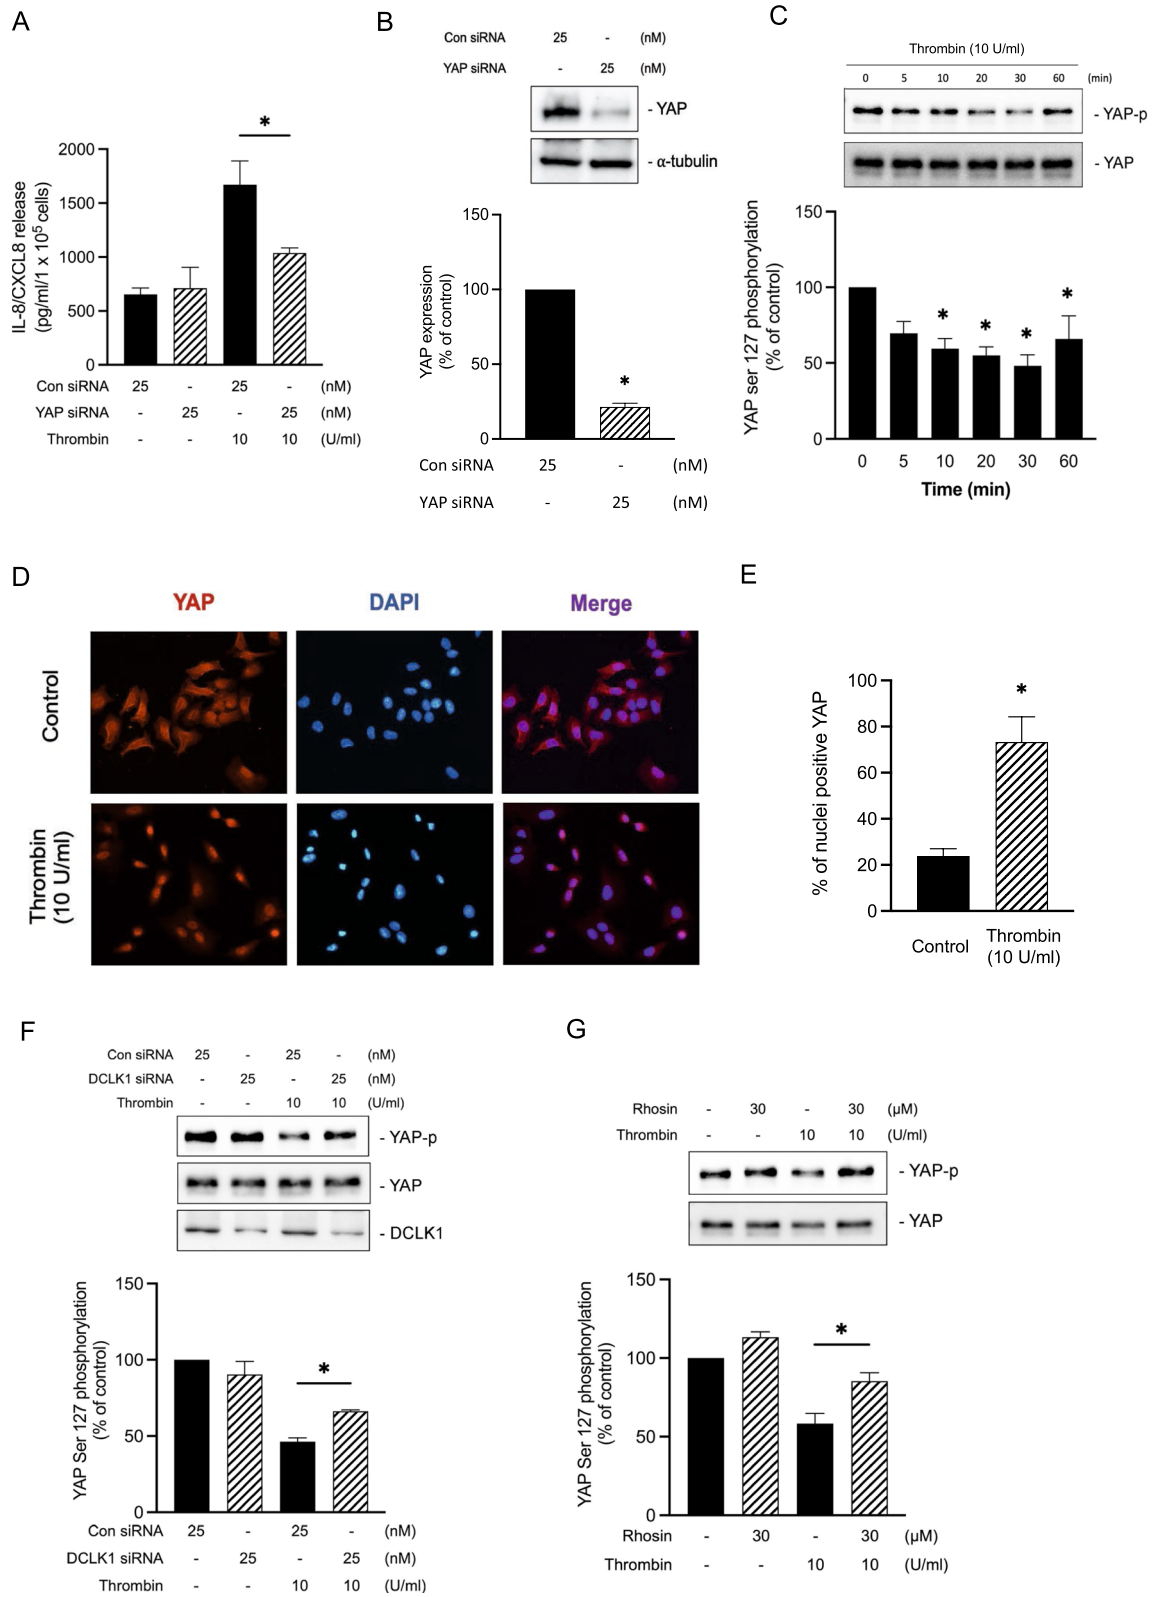 A
2000
1500
1000
500
0
IL-8/CXCL8 release
(pg/ml/1 x 10⁵ cells)
*
Con siRNA 25 - 25 - (nM)
YAP siRNA - 25 - 25 (nM)
Thrombin - - 10 10 (U/ml)
B
Con siRNA 25 - (nM)
YAP siRNA - 25 (nM)
- YAP
- α-tubulin
150
100
50
0
YAP expression
(% of control)
*
Con siRNA 25 - (nM)
YAP siRNA - 25 (nM)
C
Thrombin (10 U/ml)
0 5 10 20 30 60 (min)
- YAP-p
- YAP
150
100
50
0
YAP ser 127 phosphorylation
(% of control)
* * * *
0 5 10 20 30 60
Time (min)
D
YAP DAPI Merge
Control
Thrombin
(10 U/ml)
E
100
80
60
40
20
0
% of nuclei positive YAP
*
Control Thrombin
(10 U/ml)
F
Con siRNA 25 - 25 - (nM)
DCLK1 siRNA - 25 - 25 (nM)
Thrombin - - 10 10 (U/ml)
- YAP-p
- YAP
- DCLK1
150
100
50
0
YAP Ser 127 phosphorylation
(% of control)
*
Con siRNA 25 - 25 - (nM)
DCLK1 siRNA - 25 - 25 (nM)
Thrombin - - 10 10 (U/ml)
G
Rhosin - 30 - 30 (μM)
Thrombin - - 10 10 (U/ml)
- YAP-p
- YAP
150
100
50
0
YAP Ser 127 phosphorylation
(% of control)
*
Rhosin - 30 - 30 (μM)
Thrombin - - 10 10 (U/ml)